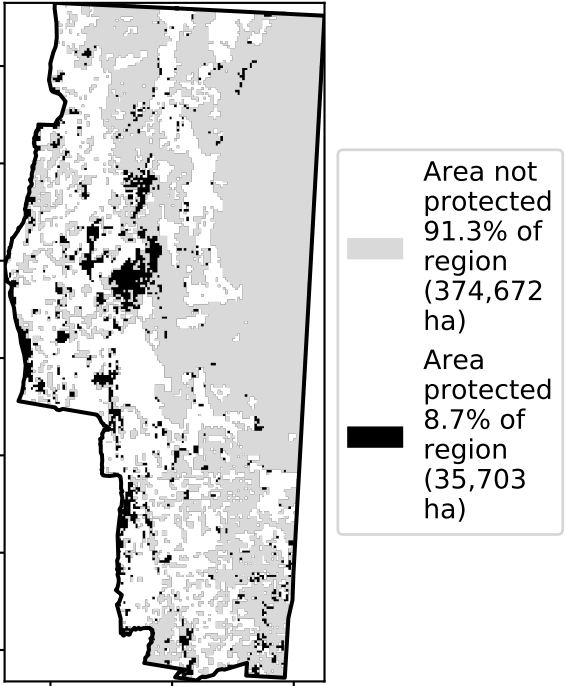 Area not
protected
91.3% of
region
(374,672
ha)
Area
protected
8.7% of
region
(35,703
ha)